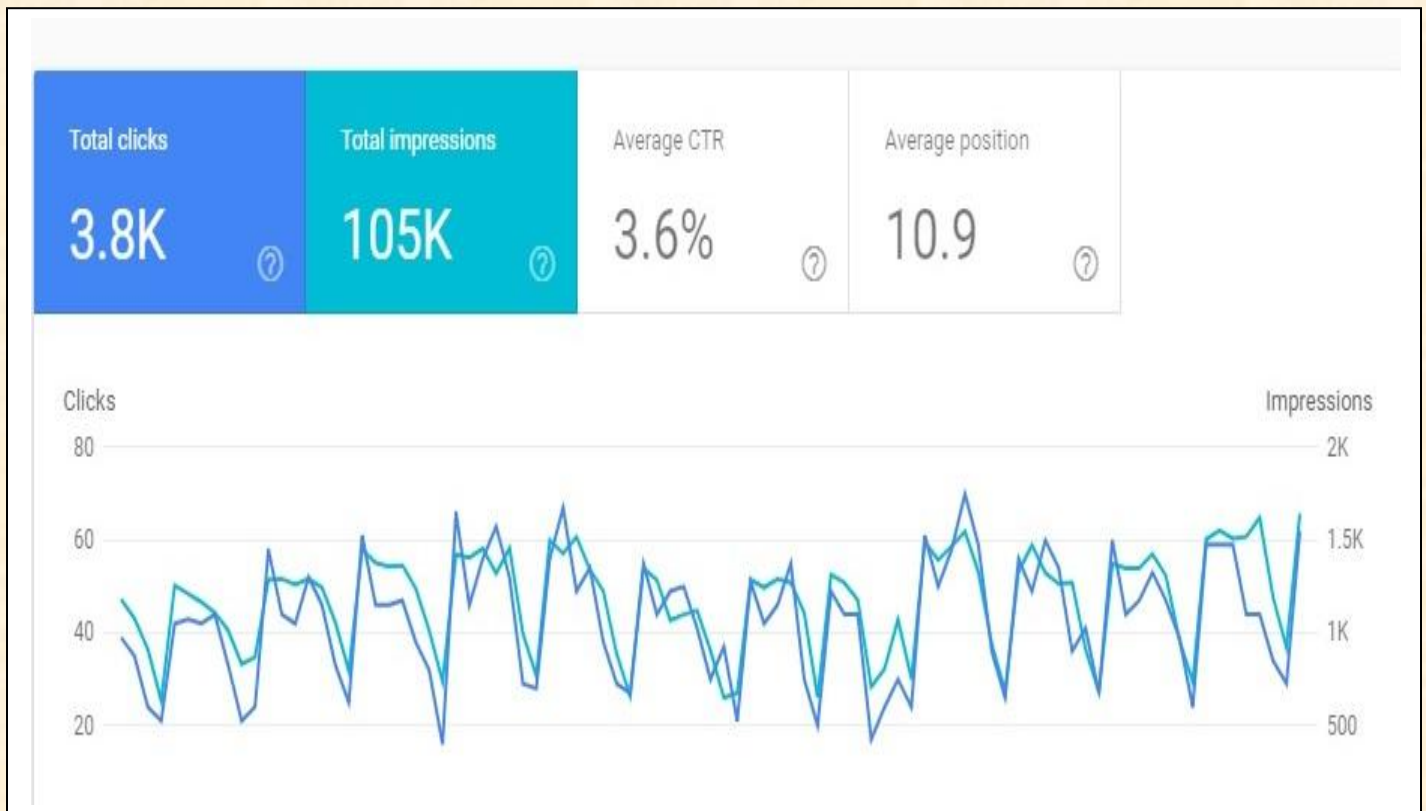 Total clicks
3.8K
Total impressions
105K
Average CTR
3.6%
Average position
10.9
Clicks
Impressions
80
2K
60
1.5K
40
1K
20
500